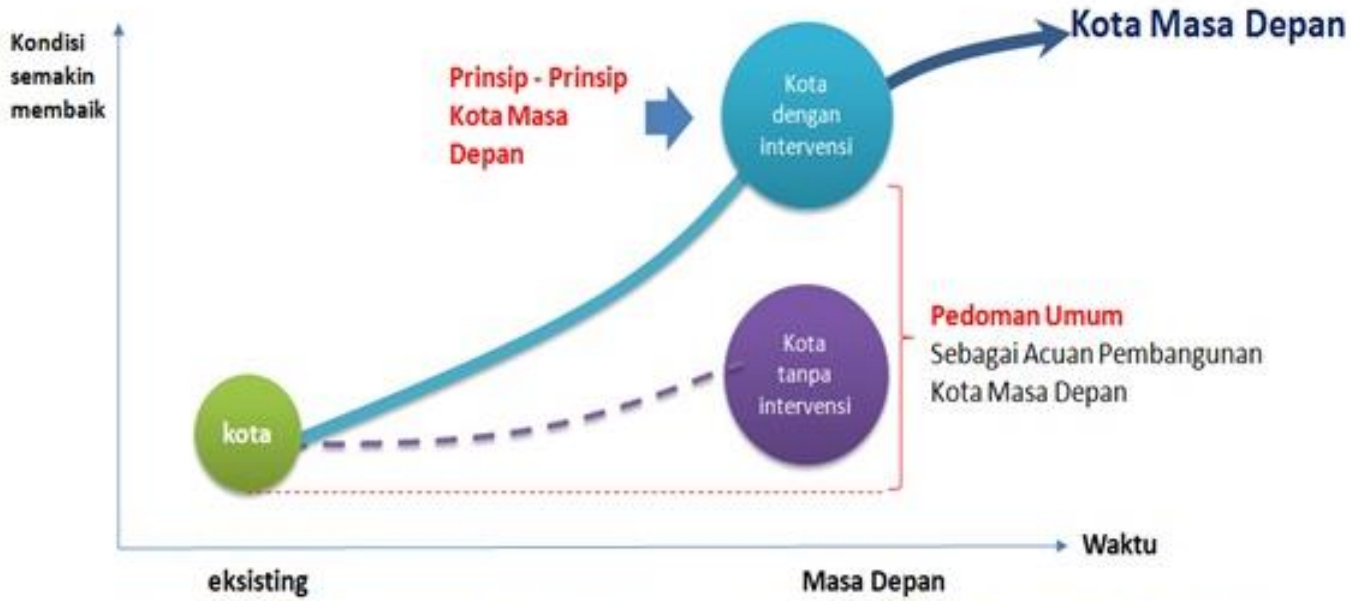 Kota Masa Depan
Kondisi
semakin
membaik
Prinsip - Prinsip
Kota Masa
Depan
Kota
dengan
intervensi
Pedoman Umum
Sebagai Acuan Pembangunan
Kota Masa Depan
Kota
tanpa
intervensi
kota
Waktu
eksisting
Masa Depan